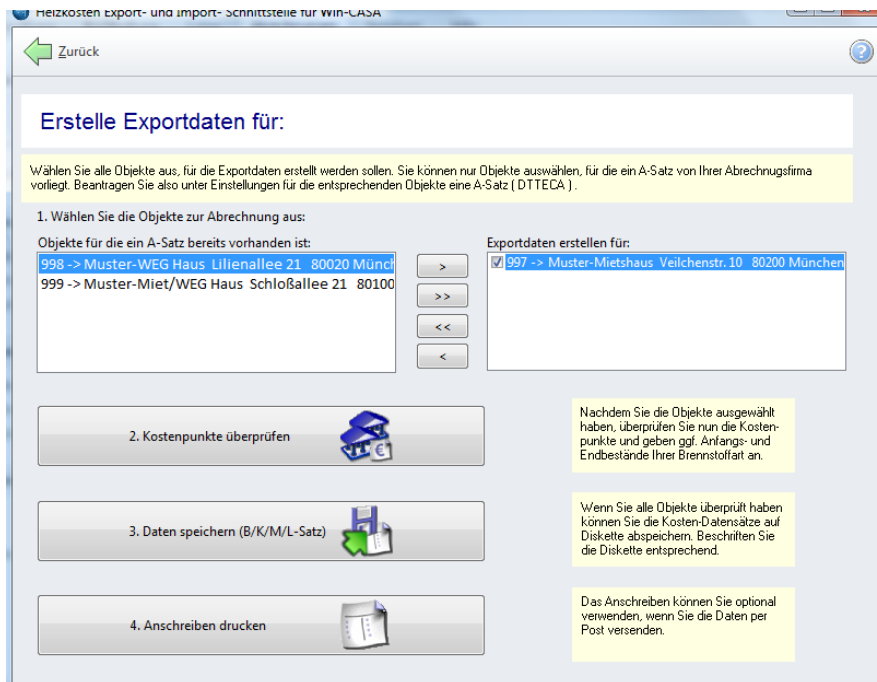 Heizkosten Export- und Import- Schnittstelle für Win-CASA
Zurück
Erstelle Exportdaten für:
Wählen Sie alle Objekte aus, für die Exportdaten erstellt werden sollen. Sie können nur Objekte auswählen, für die ein A-Satz von Ihrer Abrechnugsfirma
vorliegt. Beantragen Sie also unter Einstellungen für die entsprechenden Objekte eine A-Satz ( DTTECA ) .
1. Wählen Sie die Objekte zur Abrechnung aus:
Objekte für die ein A-Satz bereits vorhanden ist:
998 -> Muster-WEG Haus Lilienallee 21 80020 Münch
999 -> Muster-Miet/WEG Haus Schloßallee 21 80100
>
>>
<<
<
Exportdaten erstellen für:
997 -> Muster-Mietshaus Veilchenstr. 10 80200 München
2. Kostenpunkte überprüfen
Nachdem Sie die Objekte ausgewählt
haben, überprüfen Sie nun die Kosten-
punkte und geben ggf. Anfangs- und
Endbestände Ihrer Brennstoffart an.
3. Daten speichern (B/K/M/L-Satz)
Wenn Sie alle Objekte überprüft haben
können Sie die Kosten-Datensätze auf
Diskette abspeichern. Beschriften Sie
die Diskette entsprechend.
4. Anschreiben drucken
Das Anschreiben können Sie optional
verwenden, wenn Sie die Daten per
Post versenden.